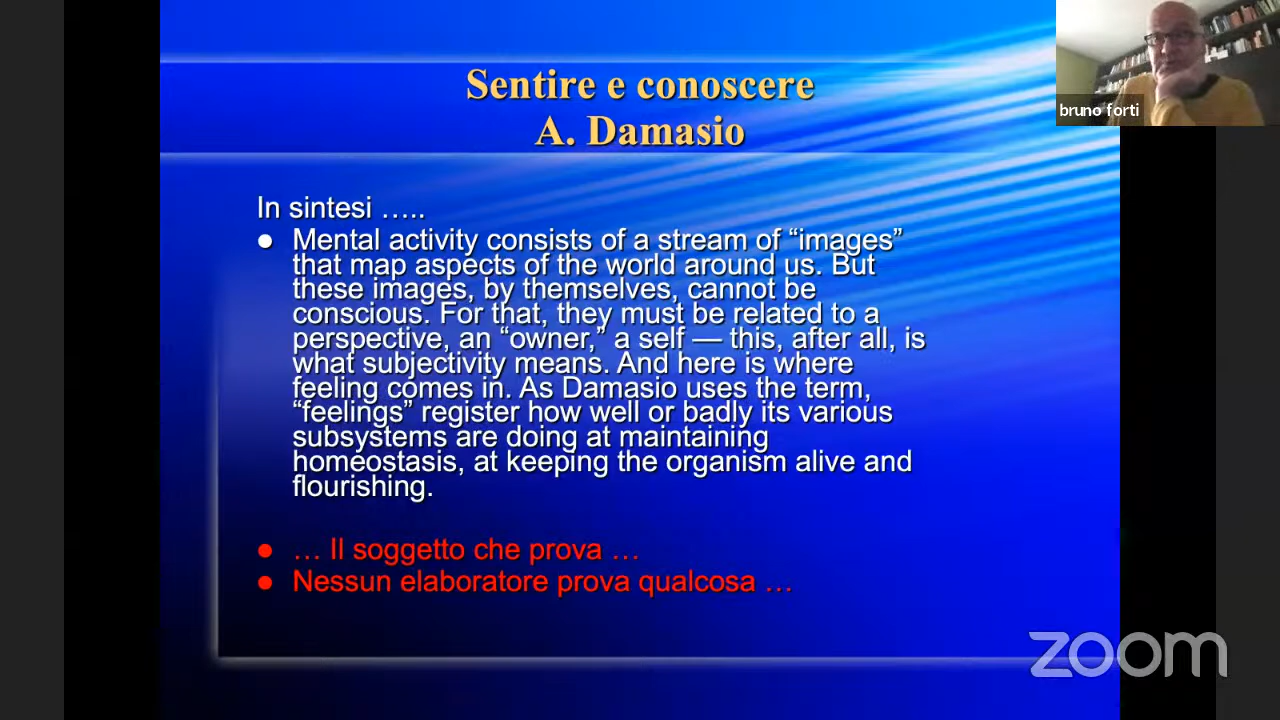 Sentire e conoscere
A. Damasio
bruno forti
In sintesi …..
● Mental activity consists of a stream of “images”
that map aspects of the world around us. But
these images, by themselves, cannot be
conscious. For that, they must be related to a
perspective, an “owner,” a self — this, after all, is
what subjectivity means. And here is where
feeling comes in. As Damasio uses the term,
“feelings” register how well or badly its various
subsystems are doing at maintaining
homeostasis, at keeping the organism alive and
flourishing.
● … Il soggetto che prova …
● Nessun elaboratore prova qualcosa …
zoom